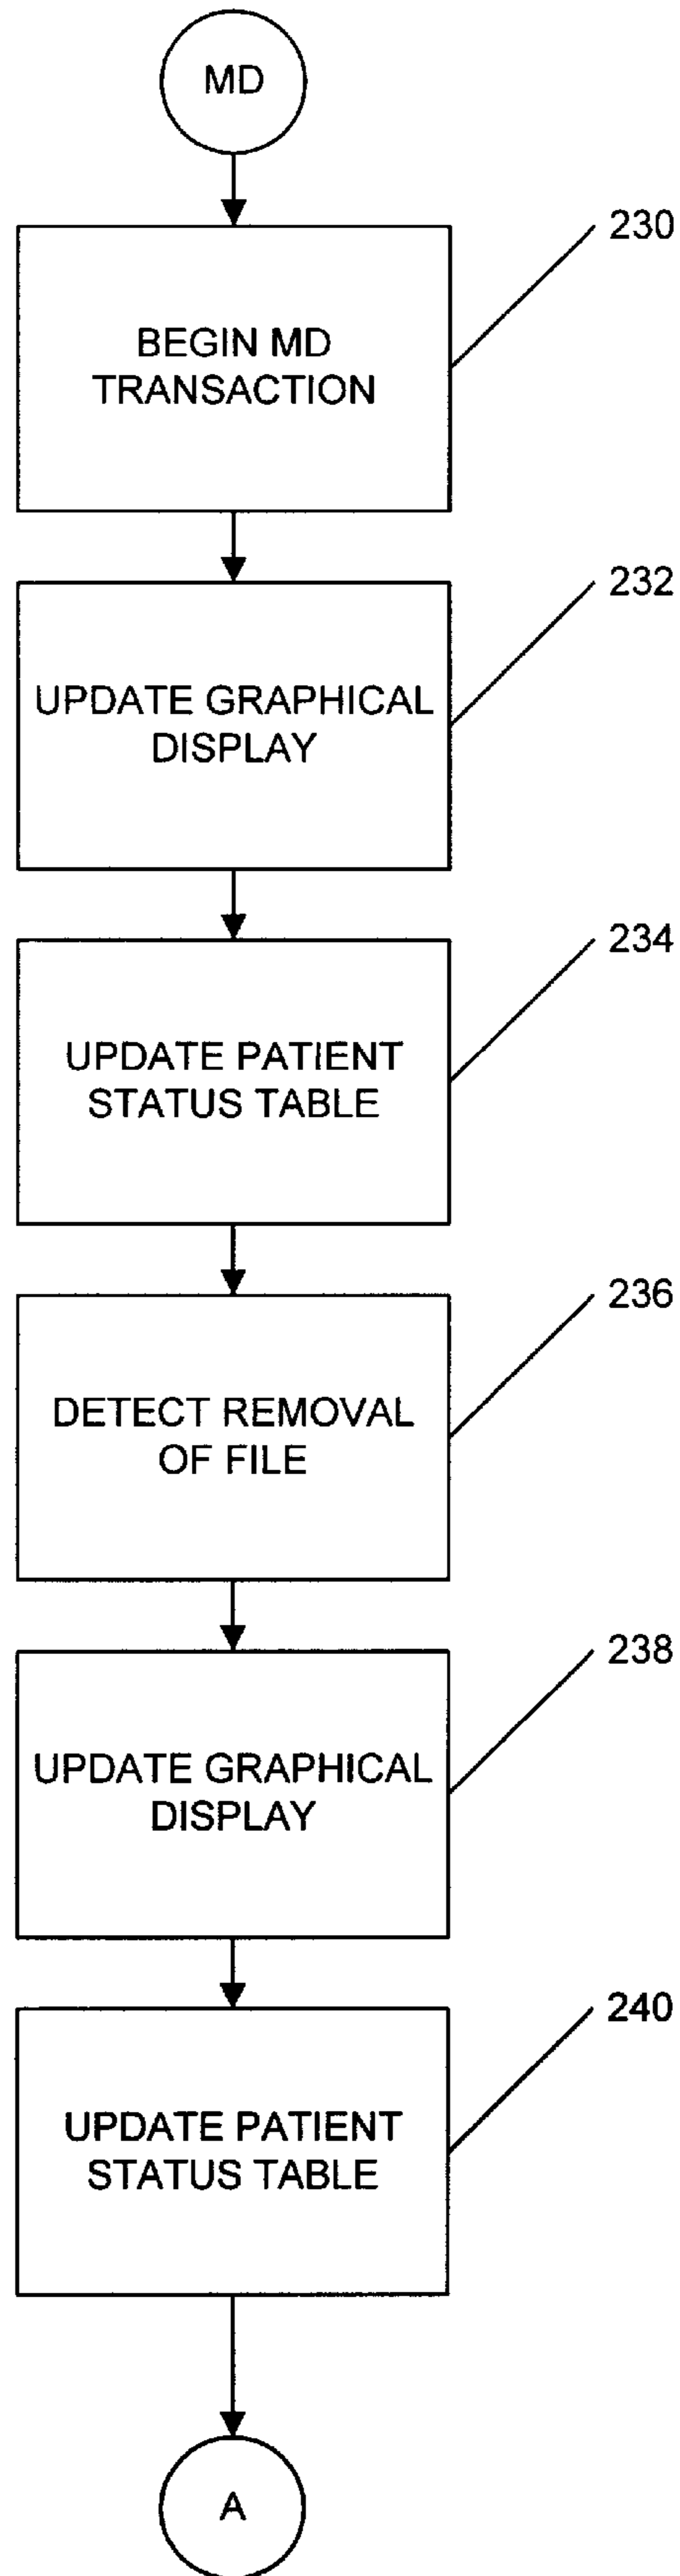 MD
230
BEGIN MD
TRANSACTION
232
UPDATE GRAPHICAL
DISPLAY
234
UPDATE PATIENT
STATUS TABLE
236
DETECT REMOVAL
OF FILE
238
UPDATE GRAPHICAL
DISPLAY
240
UPDATE PATIENT
STATUS TABLE
A